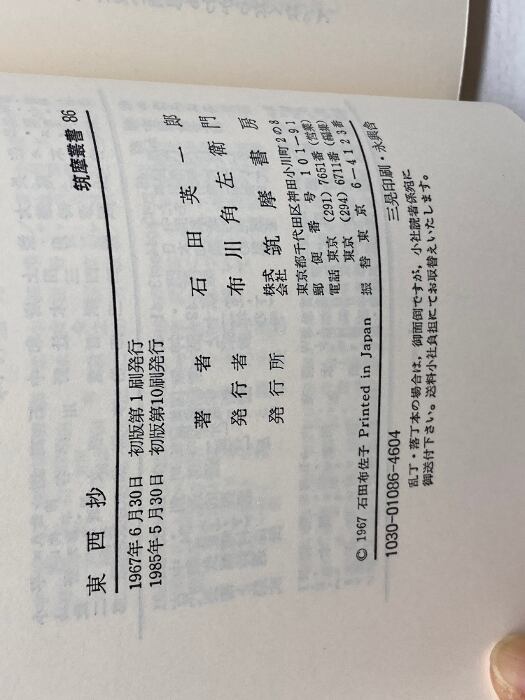 東西抄　筑摩叢書 86
1967年6月30日　初版第1刷発行
1985年5月30日　初版第10刷発行
著者　石田英一郎
発行者　布川角左衛門
発行所　株式会社　筑摩書房
東京都千代田区神田小川町2の8
郵便番号　101-91
電話 東京 (291) 7651番 (営業)
東京 (294) 6711番 (編集)
振替東京 6-4123番
© 1967 石田布佐子 Printed in Japan　三晃印刷・永興舎
1030-01086-4604
乱丁・落丁本の場合は，御面倒ですが，小社読者係宛に
御送付下さい。送料小社負担にてお取替えいたします。